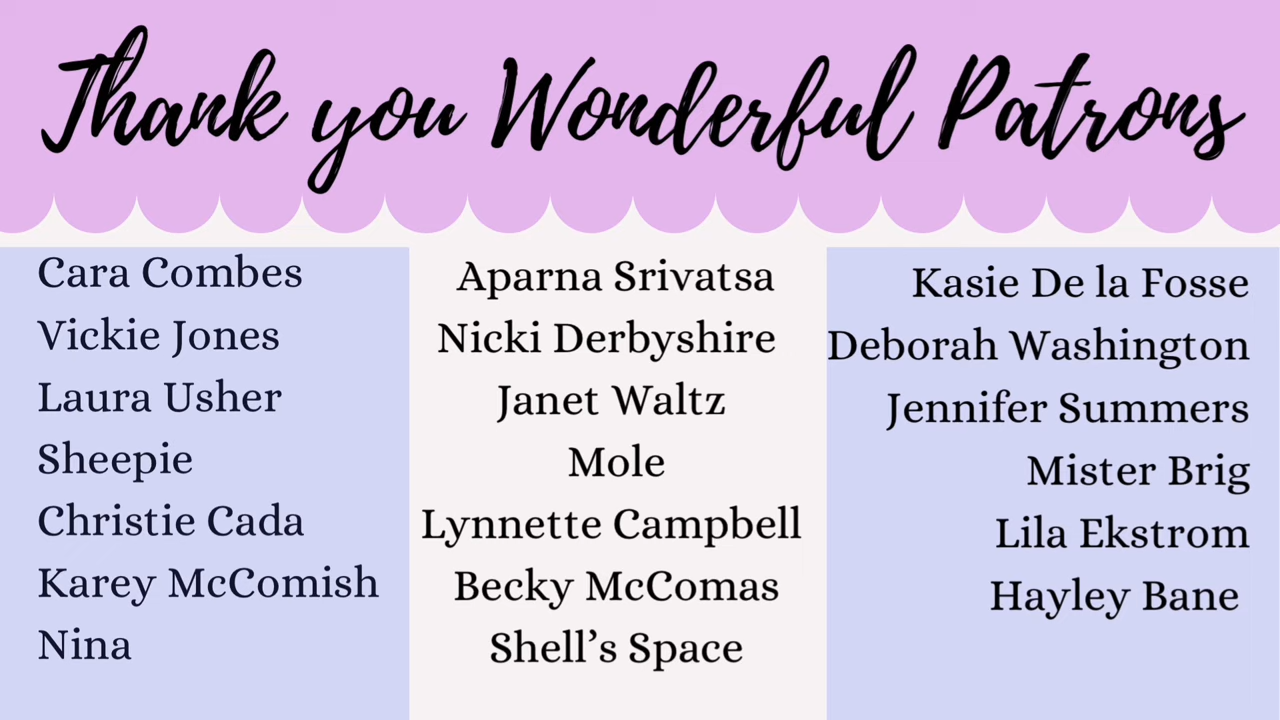 Thank you Wonderful Patrons
Cara Combes
Vickie Jones
Laura Usher
Sheepie
Christie Cada
Karey McComish
Nina
Aparna Srivatsa
Nicki Derbyshire
Janet Waltz
Mole
Lynnette Campbell
Becky McComas
Shell’s Space
Kasie De la Fosse
Deborah Washington
Jennifer Summers
Mister Brig
Lila Ekstrom
Hayley Bane